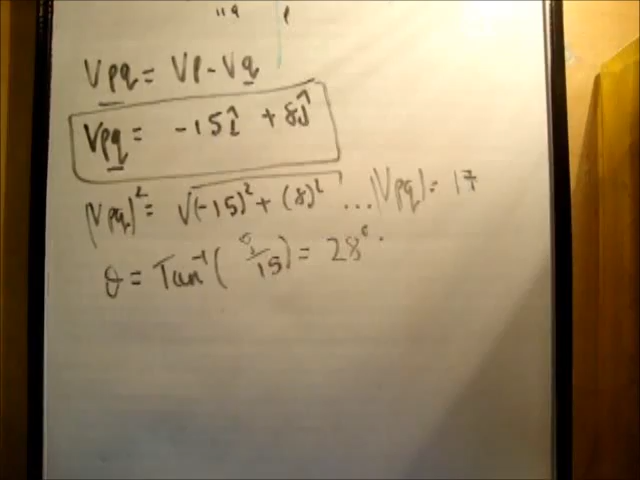 Vpq = Vp - Vq
Vpq = -15î + 8ĵ
|Vpq|² = √(-15)² + (8)² ... |Vpq| = 17
θ = Tan⁻¹( 8/15) = 28°.